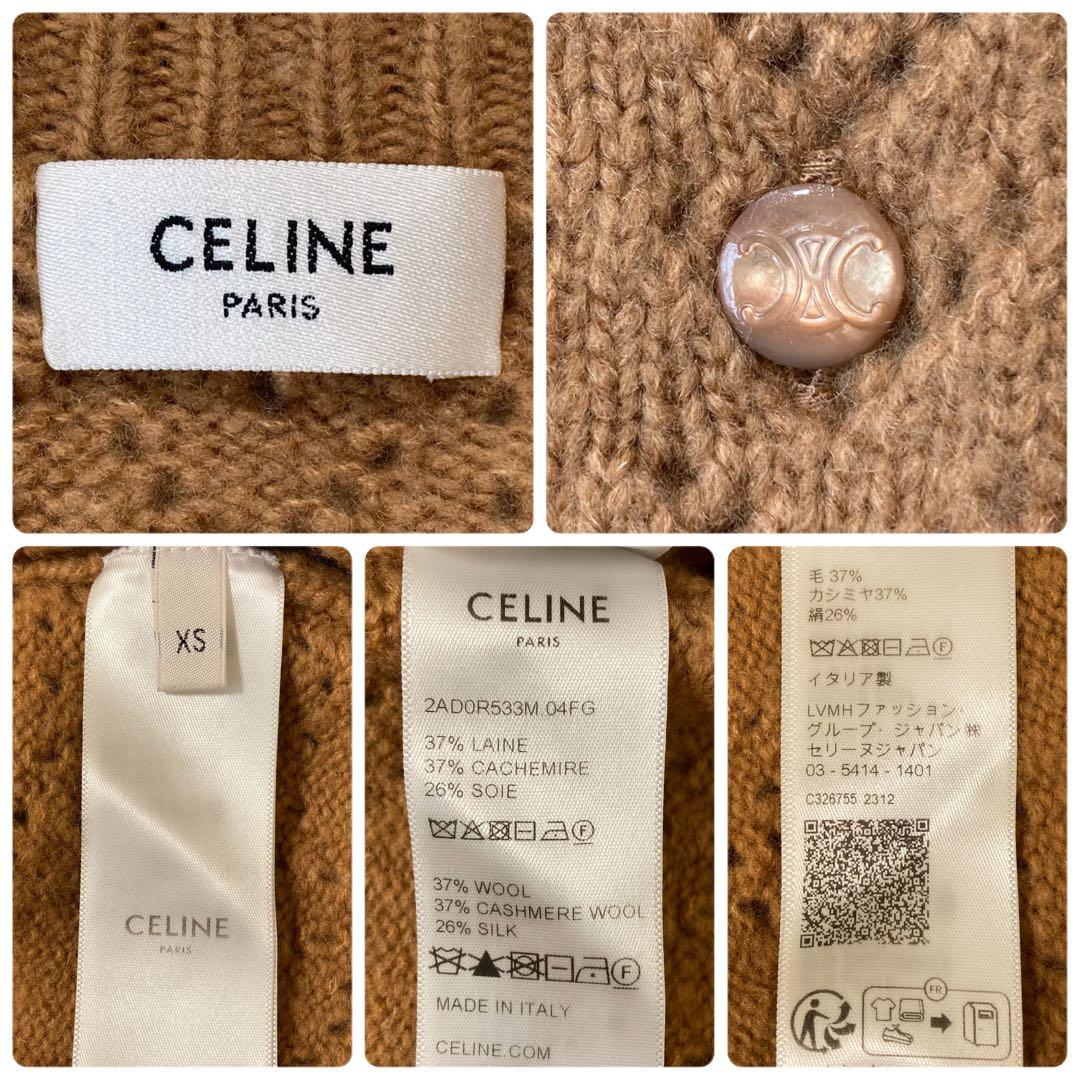 CELINE
PARIS
XS
CELINE
PARIS
CELINE
PARIS
2AD0R533M.04FG
37% LAINE
37% CACHEMIRE
26% SOIE
F
37% WOOL
37% CASHMERE WOOL
26% SILK
F
MADE IN ITALY
CELINE.COM
毛 37%
カシミヤ37%
絹26%
F
イタリア製
LVMHファッション・
グループ・ジャパン㈱
セリーヌジャパン
03 - 5414 - 1401
C326755 2312
FR